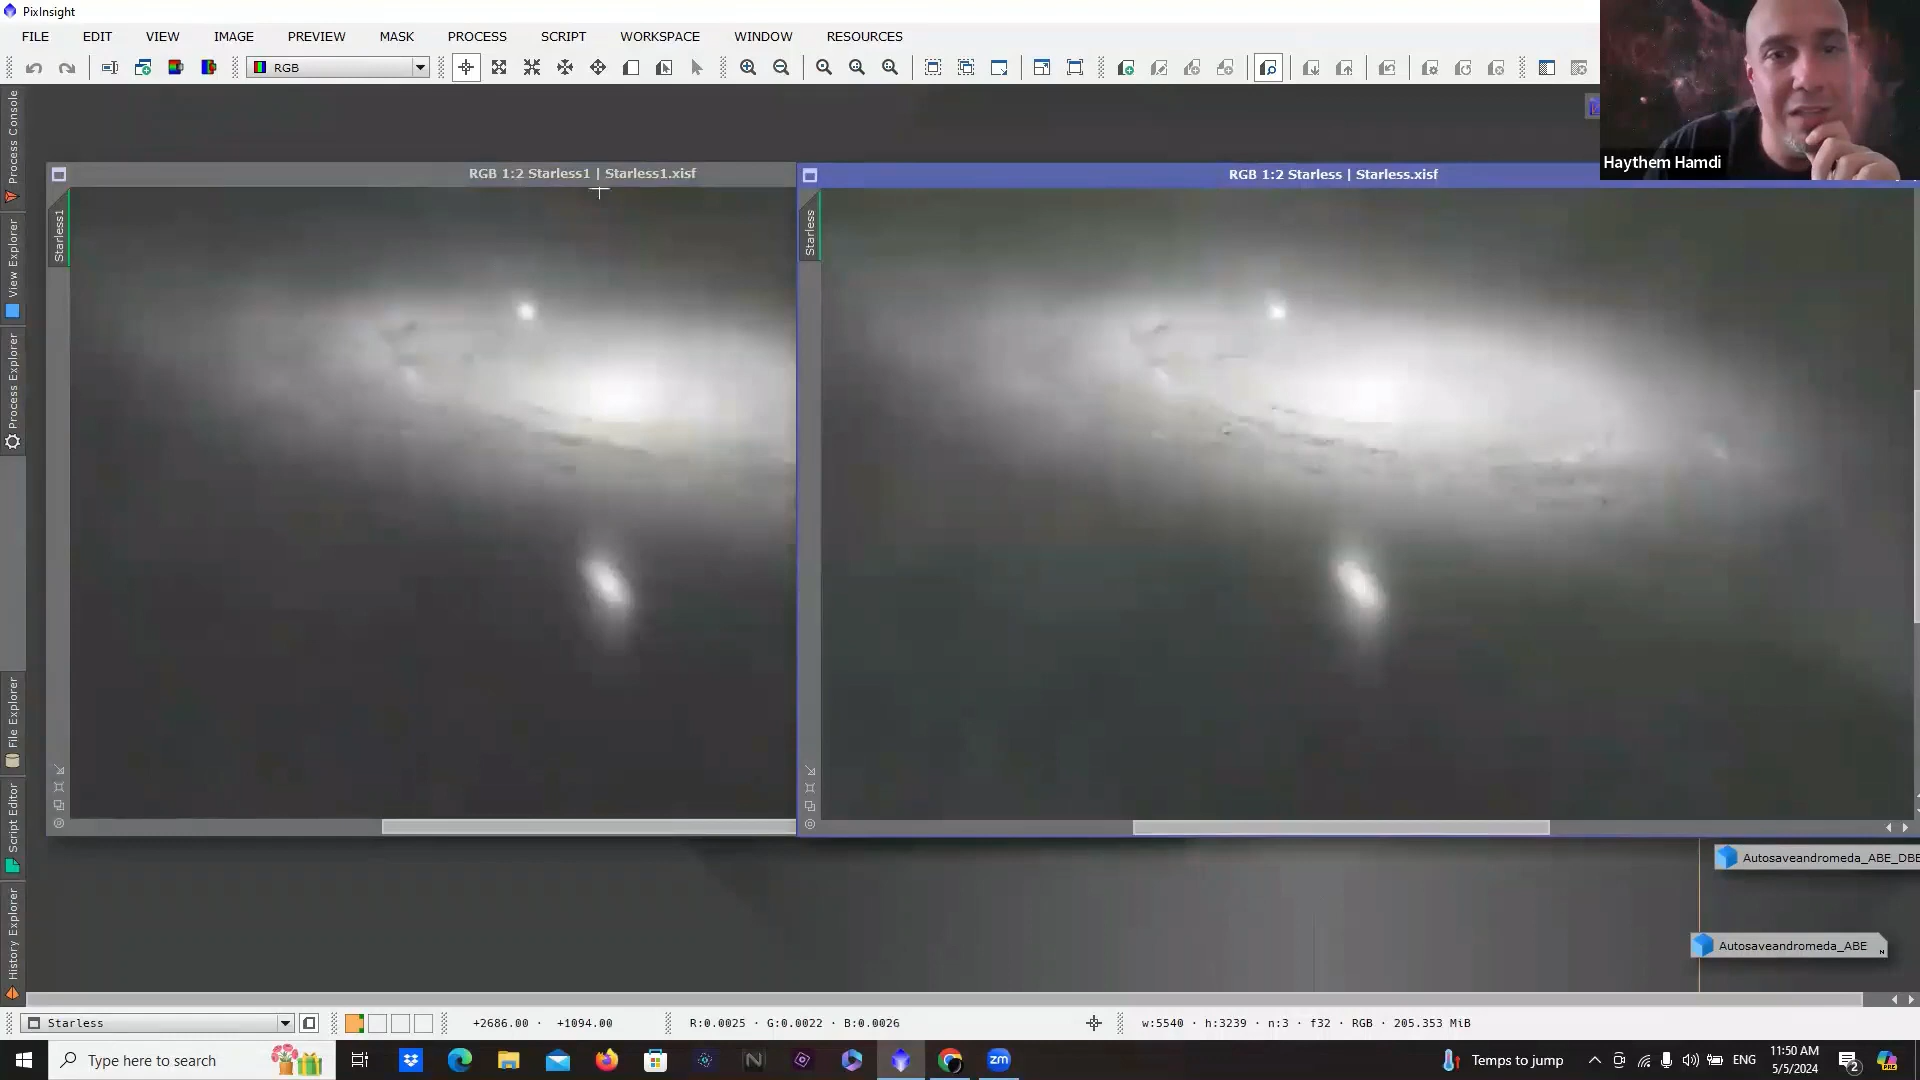 PixInsight
FILE EDIT VIEW IMAGE PREVIEW MASK PROCESS SCRIPT WORKSPACE WINDOW RESOURCES
RGB
Haythem Hamdi
Process Console
View Explorer
Process Explorer
File Explorer
Script Editor
History Explorer
RGB 1:2 Starless1 | Starless1.xisf
Starless1
RGB 1:2 Starless | Starless.xisf
Starless
Autosaveandromeda_ABE_DBE
Autosaveandromeda_ABE
Starless
+2686.00 · +1094.00
R:0.0025 · G:0.0022 · B:0.0026
w:5540 · h:3239 · n:3 · f32 · RGB · 205.353 MiB
Type here to search
zm
Temps to jump
ENG
11:50 AM
5/5/2024
2